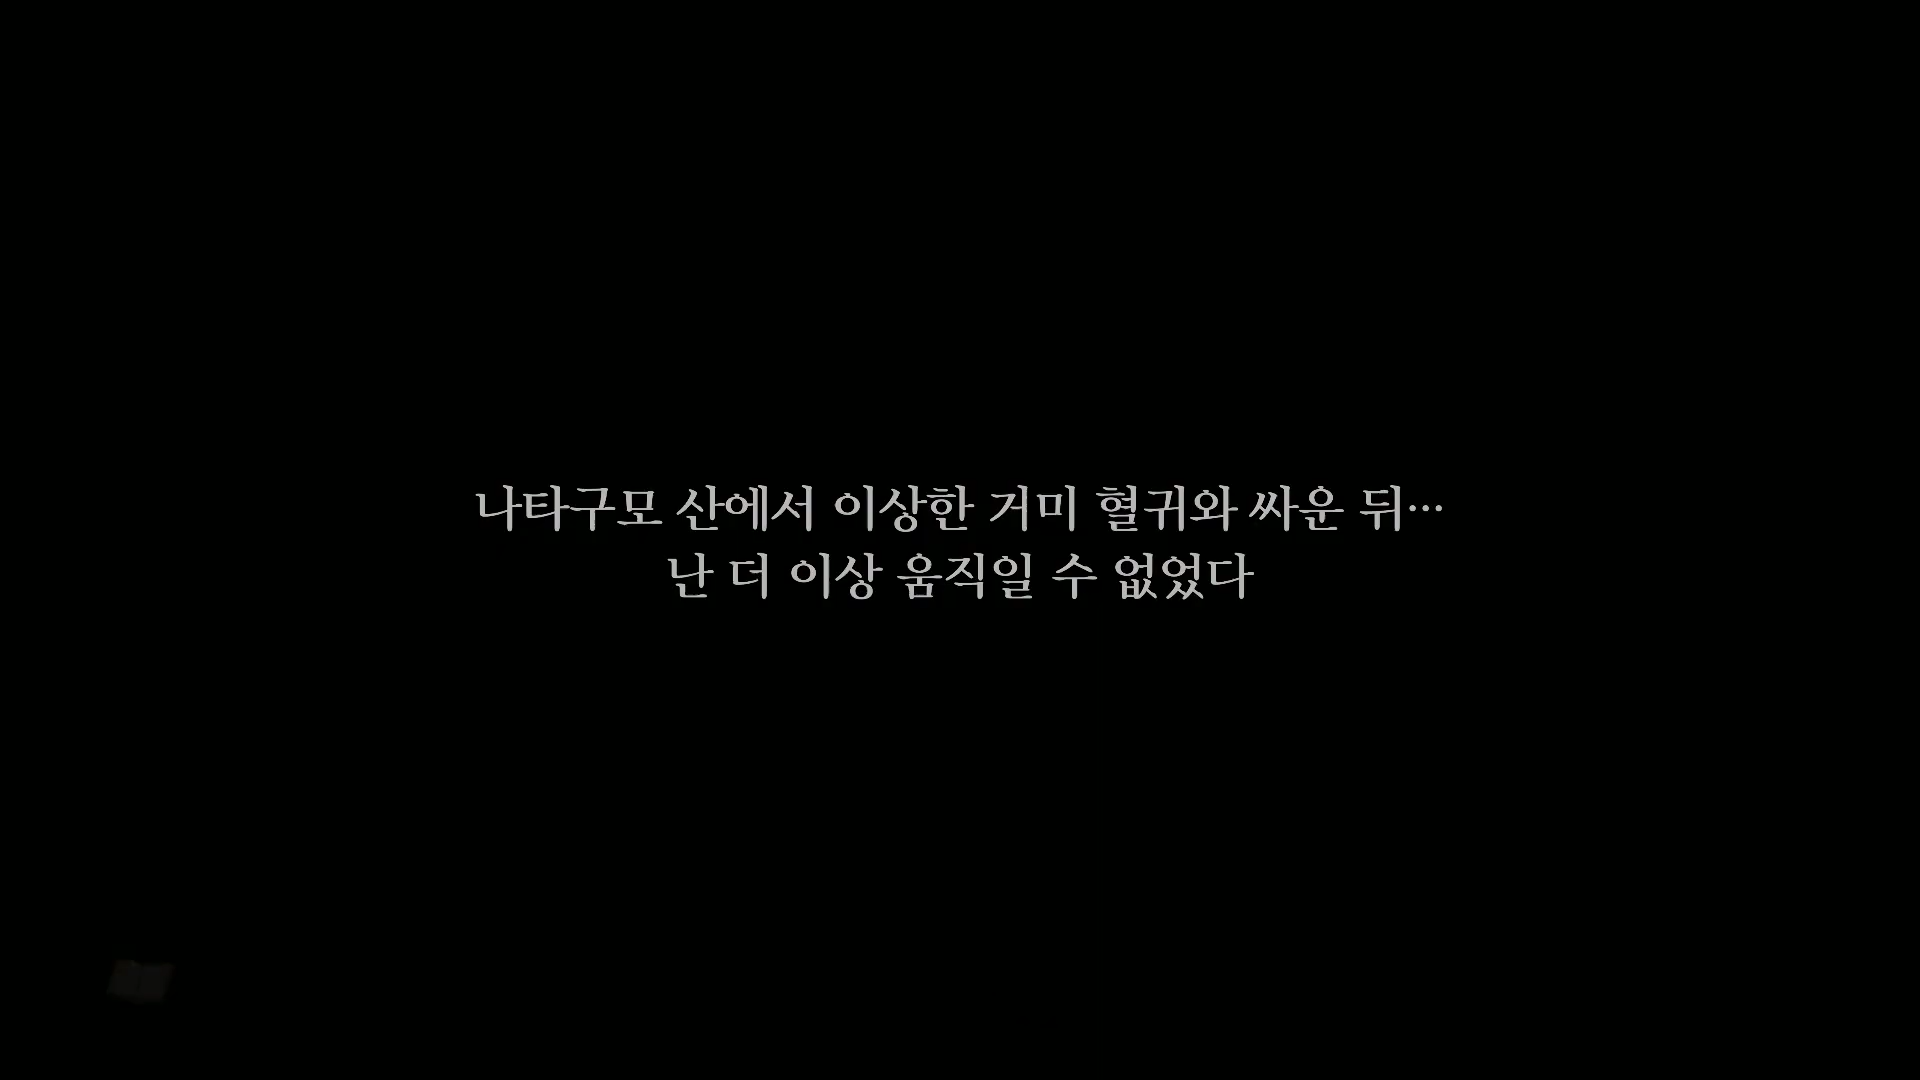 나타구모 산에서 이상한 거미 혈귀와 싸운 뒤…
난 더 이상 움직일 수 없었다